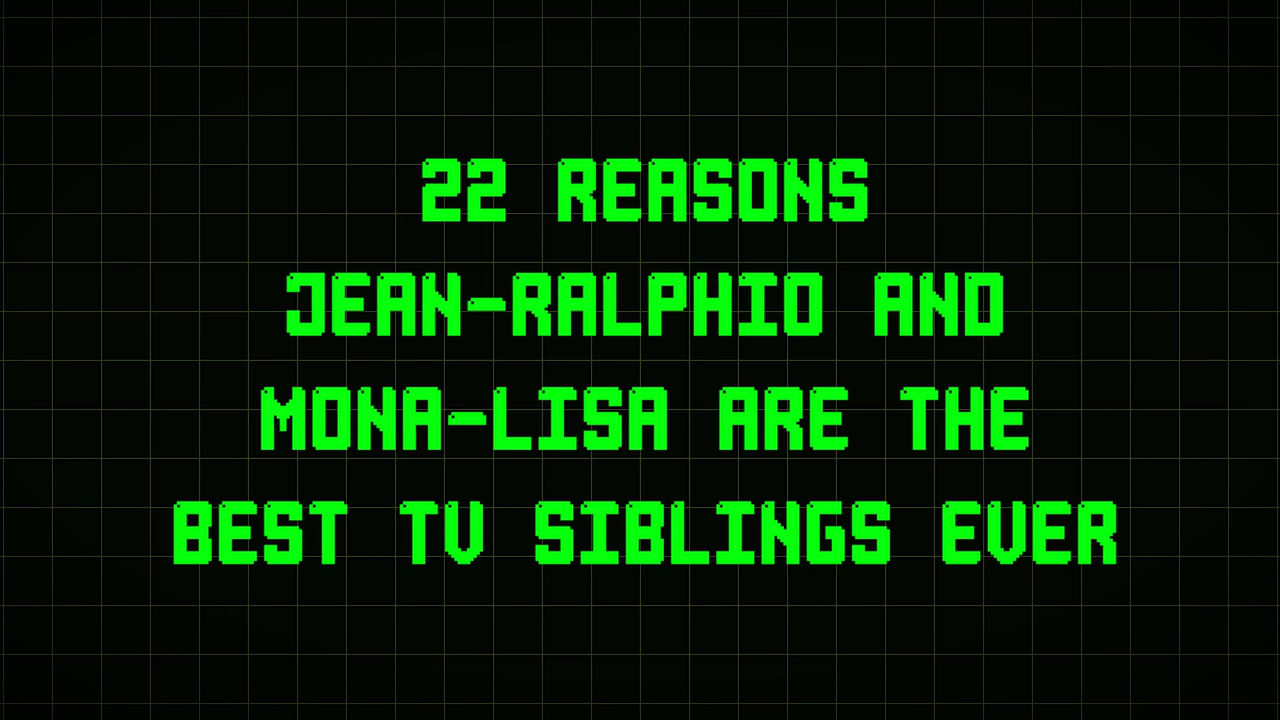 22 REASONS
JEAN-RALPHIO AND
MONA-LISA ARE THE
BEST TV SIBLINGS EVER